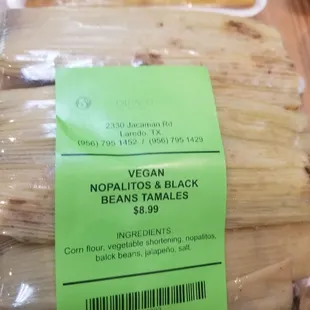 2330 Jacaman Rd
Laredo, TX
(956) 795 1452 / (956) 795 1429
VEGAN
NOPALITOS & BLACK
BEANS TAMALES
$8.99
INGREDIENTS:
Corn flour, vegetable shortening, nopalitos,
balck beans, jalapeño, salt.